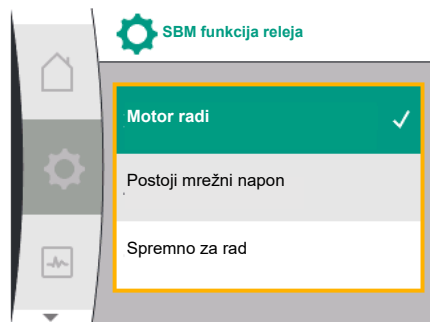 SBM funkcija releja
Motor radi
Postoji mrežni napon
Spremno za rad